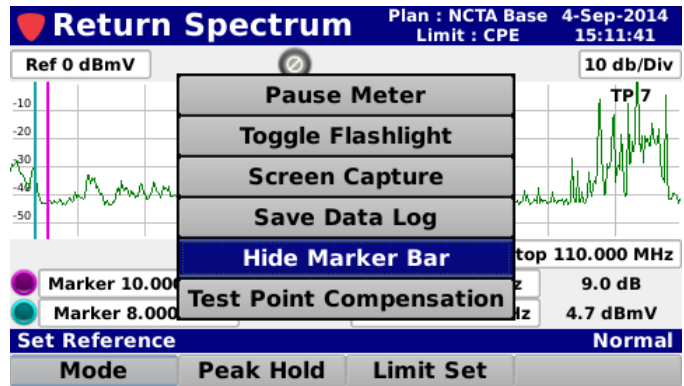 Return Spectrum
Plan : NCTA Base 4-Sep-2014
Limit : CPE 15:11:41
Ref 0 dBmV
10 db/Div
TP 7
-10
-20
-30
-40
-50
Pause Meter
Toggle Flashlight
Screen Capture
Save Data Log
Hide Marker Bar
Test Point Compensation
top 110.000 MHz
Marker 10.000
z
9.0 dB
Marker 8.000
Hz
4.7 dBmV
Set Reference
Normal
Mode
Peak Hold
Limit Set